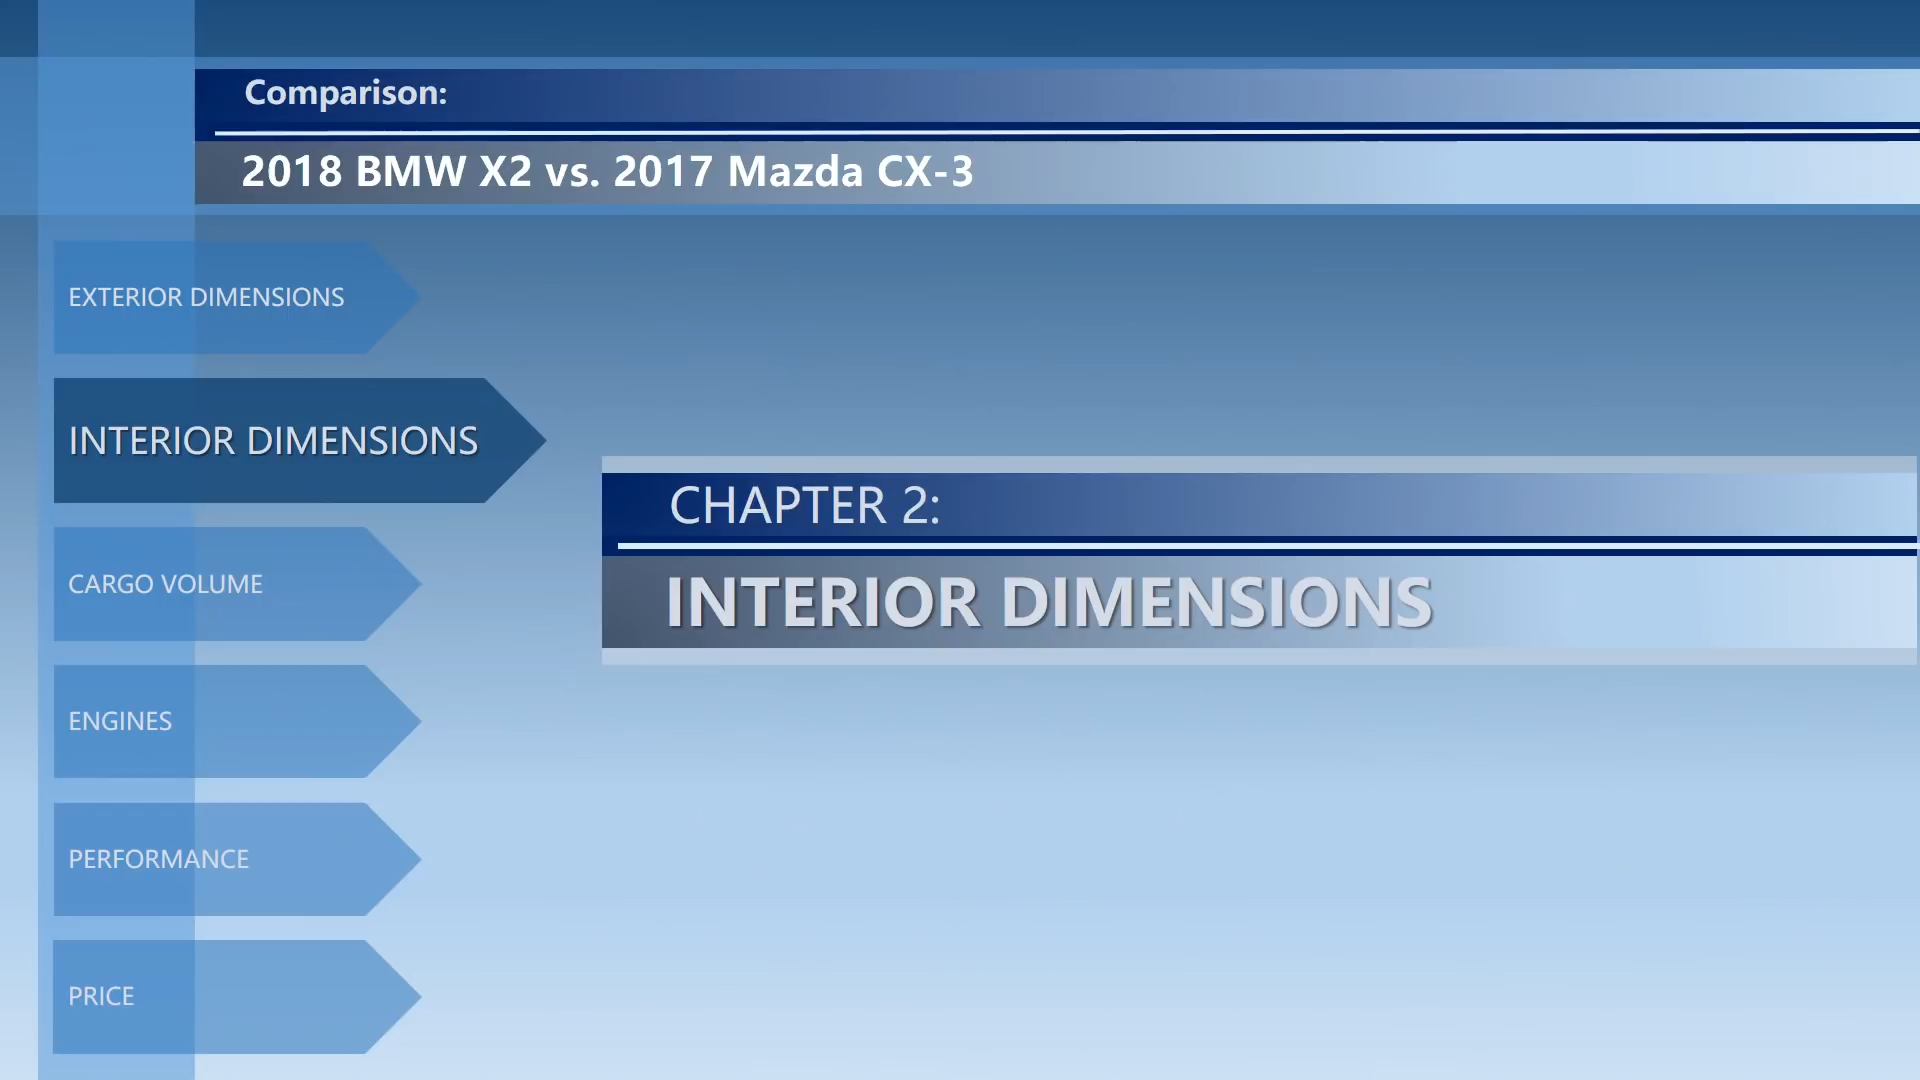 Comparison:
2018 BMW X2 vs. 2017 Mazda CX-3
EXTERIOR DIMENSIONS
INTERIOR DIMENSIONS
CARGO VOLUME
ENGINES
PERFORMANCE
PRICE
CHAPTER 2:
INTERIOR DIMENSIONS